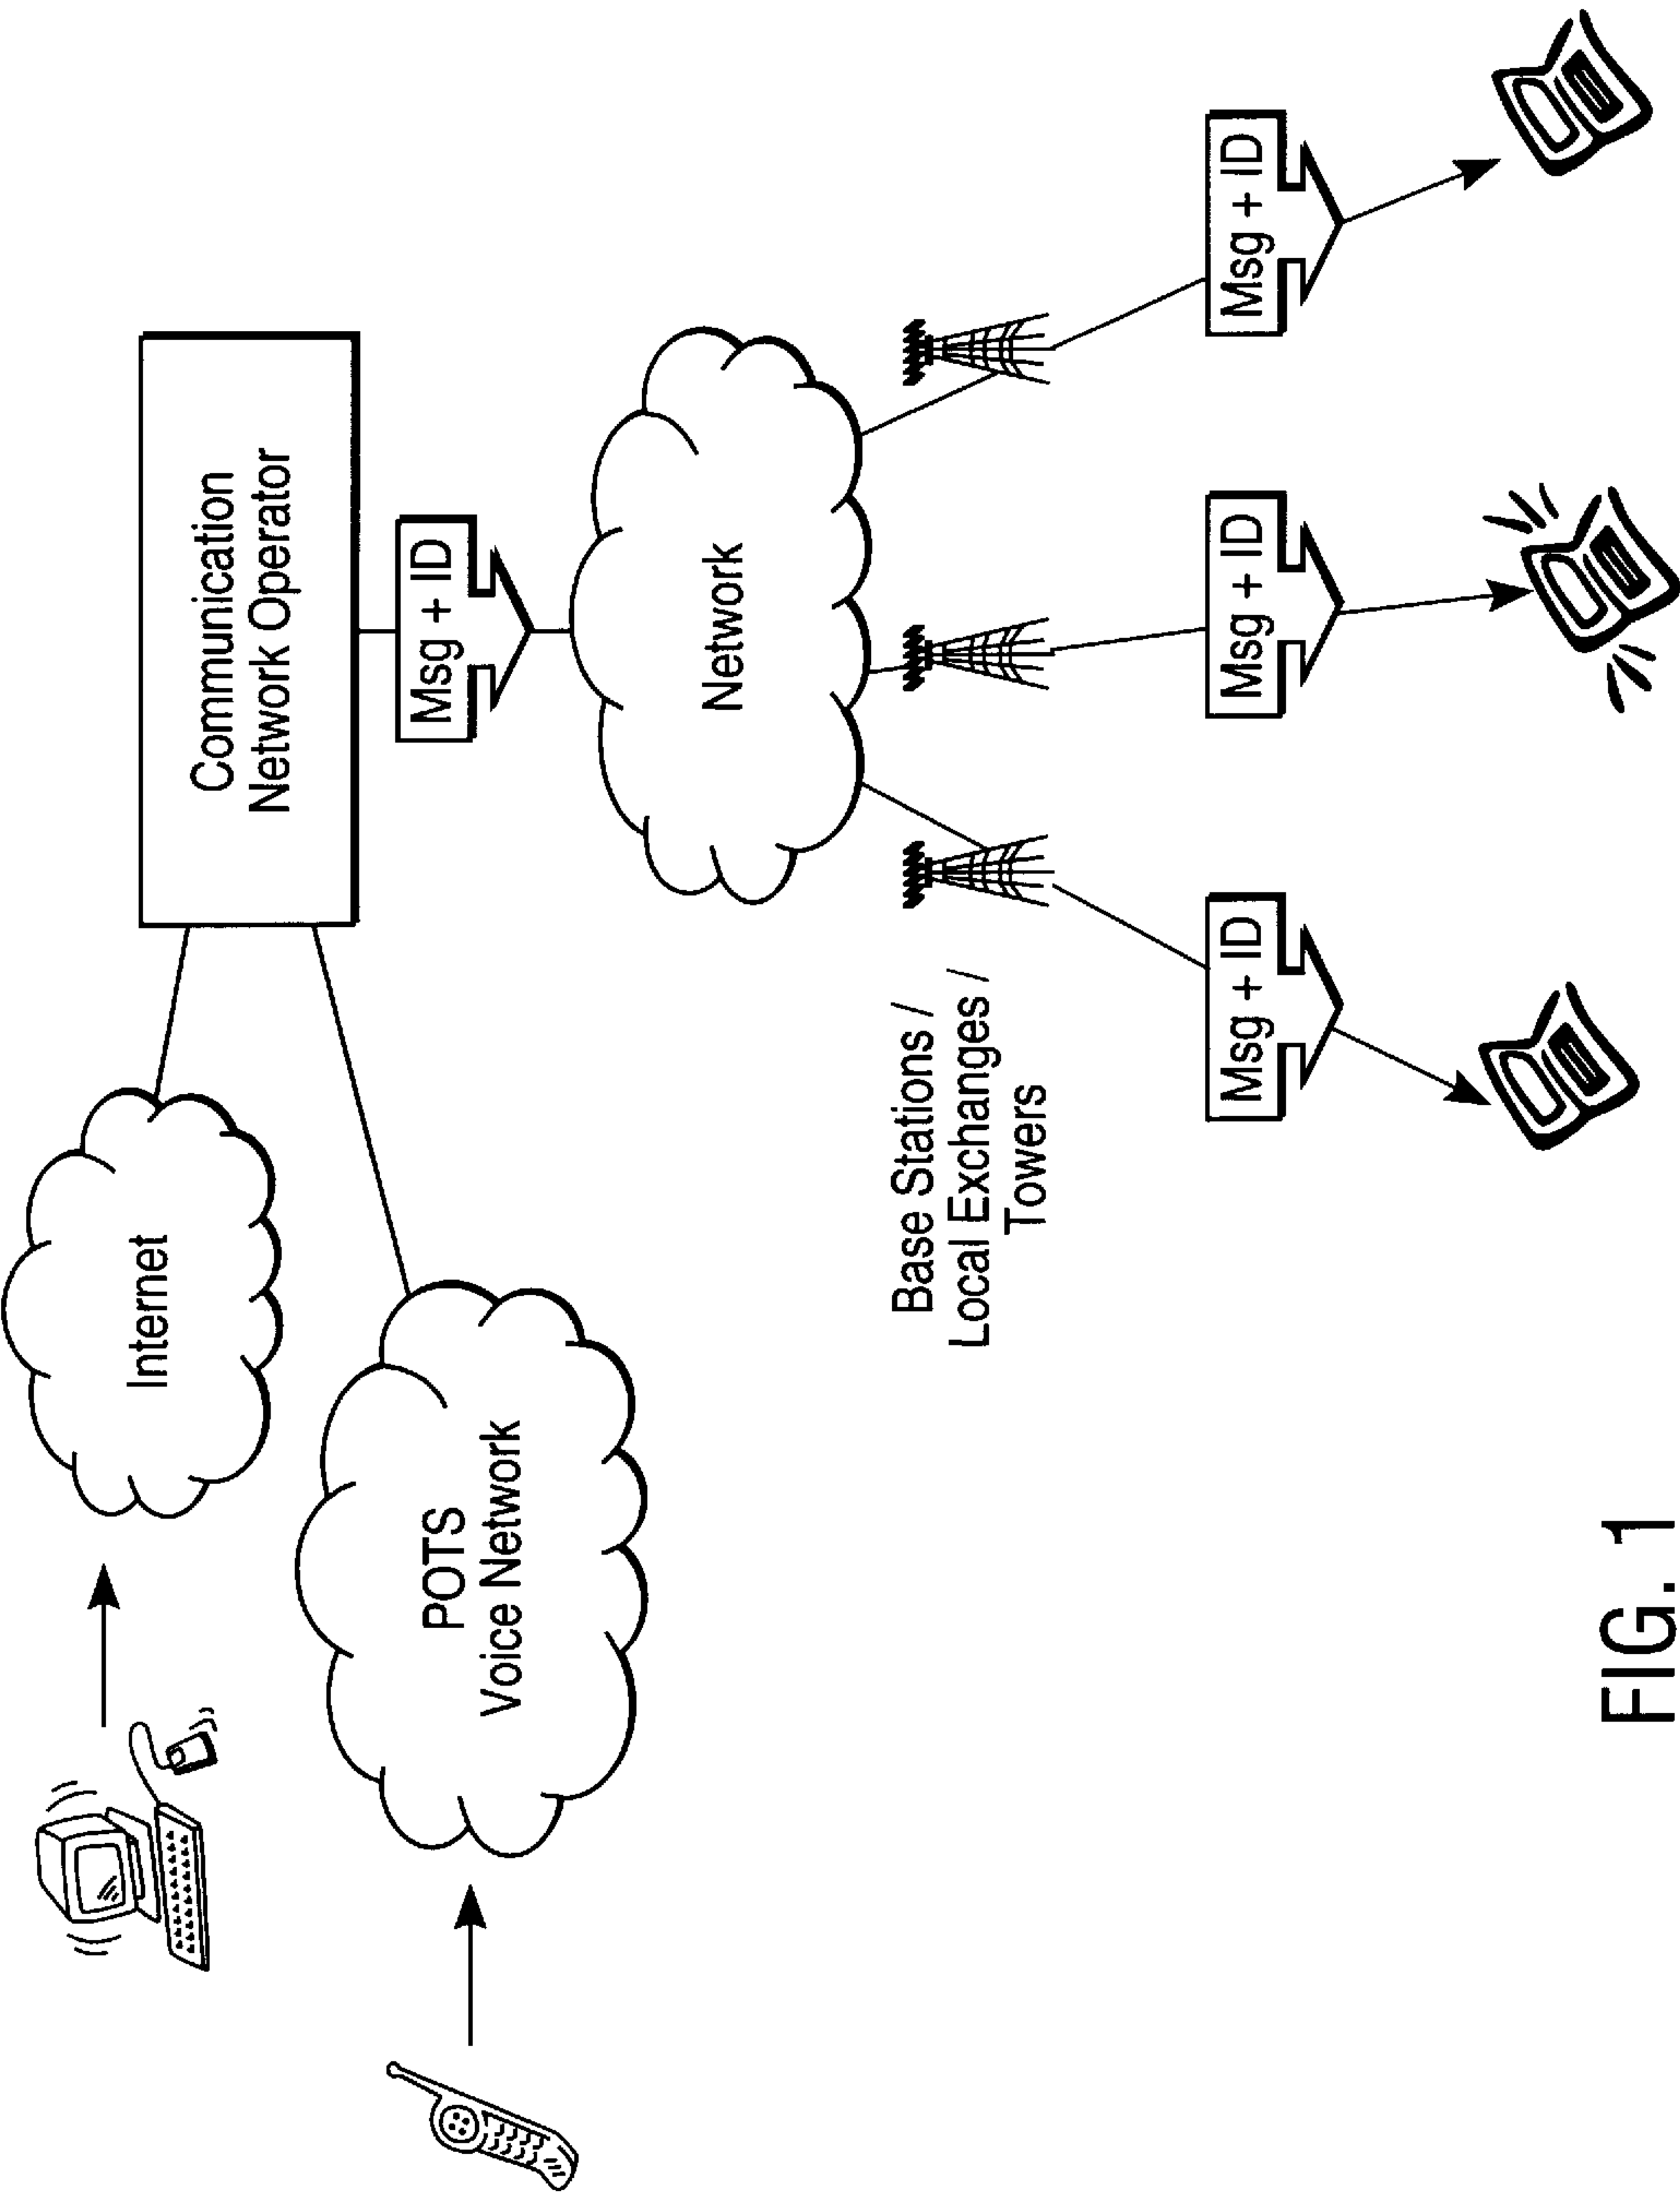 Internet
POTS
Voice Network
Communication
Network Operator
Msg + ID
Network
Base Stations /
Local Exchanges /
Towers
Msg + ID
Msg + ID
Msg + ID
FIG. 1